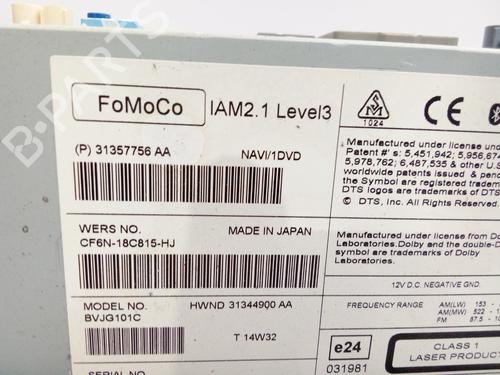 FoMoCo IAM2.1 Level3
1024
CE
(P) 31357756 AA NAVI/1DVD
WERS NO. MADE IN JAPAN
CF6N-18C815-HJ
MODEL NO. HWND 31344900 AA
BVJG101C
T 14W32
SERIAL NO.
Manufactured under license under
Patent #'s: 5,451,942; 5,956,674
5,978,762; 6,487,535 & other U.S.
worldwide patents issued & pend
the Symbol are registered tradem
DTS logos are trademarks of DTS
© DTS, Inc. All Rights Reserved.
Manufactured under license from Do
Laboratories.Dolby and the double-D
symbol are trademarks of Dolby
Laboratories.
12V D.C. NEGATIVE GND.
FREQUENCY RANGE AM(LW) 153 -
AM(MW) 522 - 
FM 87.5 - 10
e24
031981
CLASS 1
LASER PRODUCT
B-PARTS